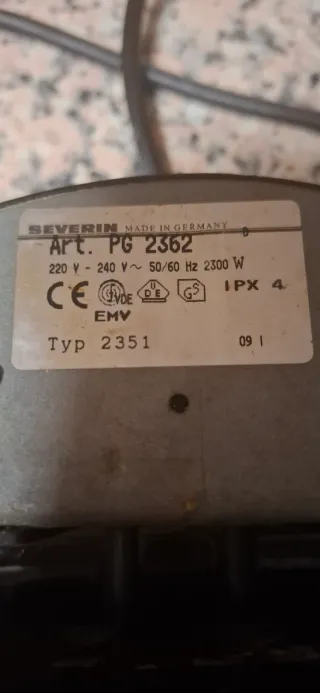 SEVERIN MADE IN GERMANY D
Art. PG 2362
220 V - 240 V~ 50/60 Hz 2300 W
CE VDE UDE GS IPX 4
EMV
Typ 2351 09 I